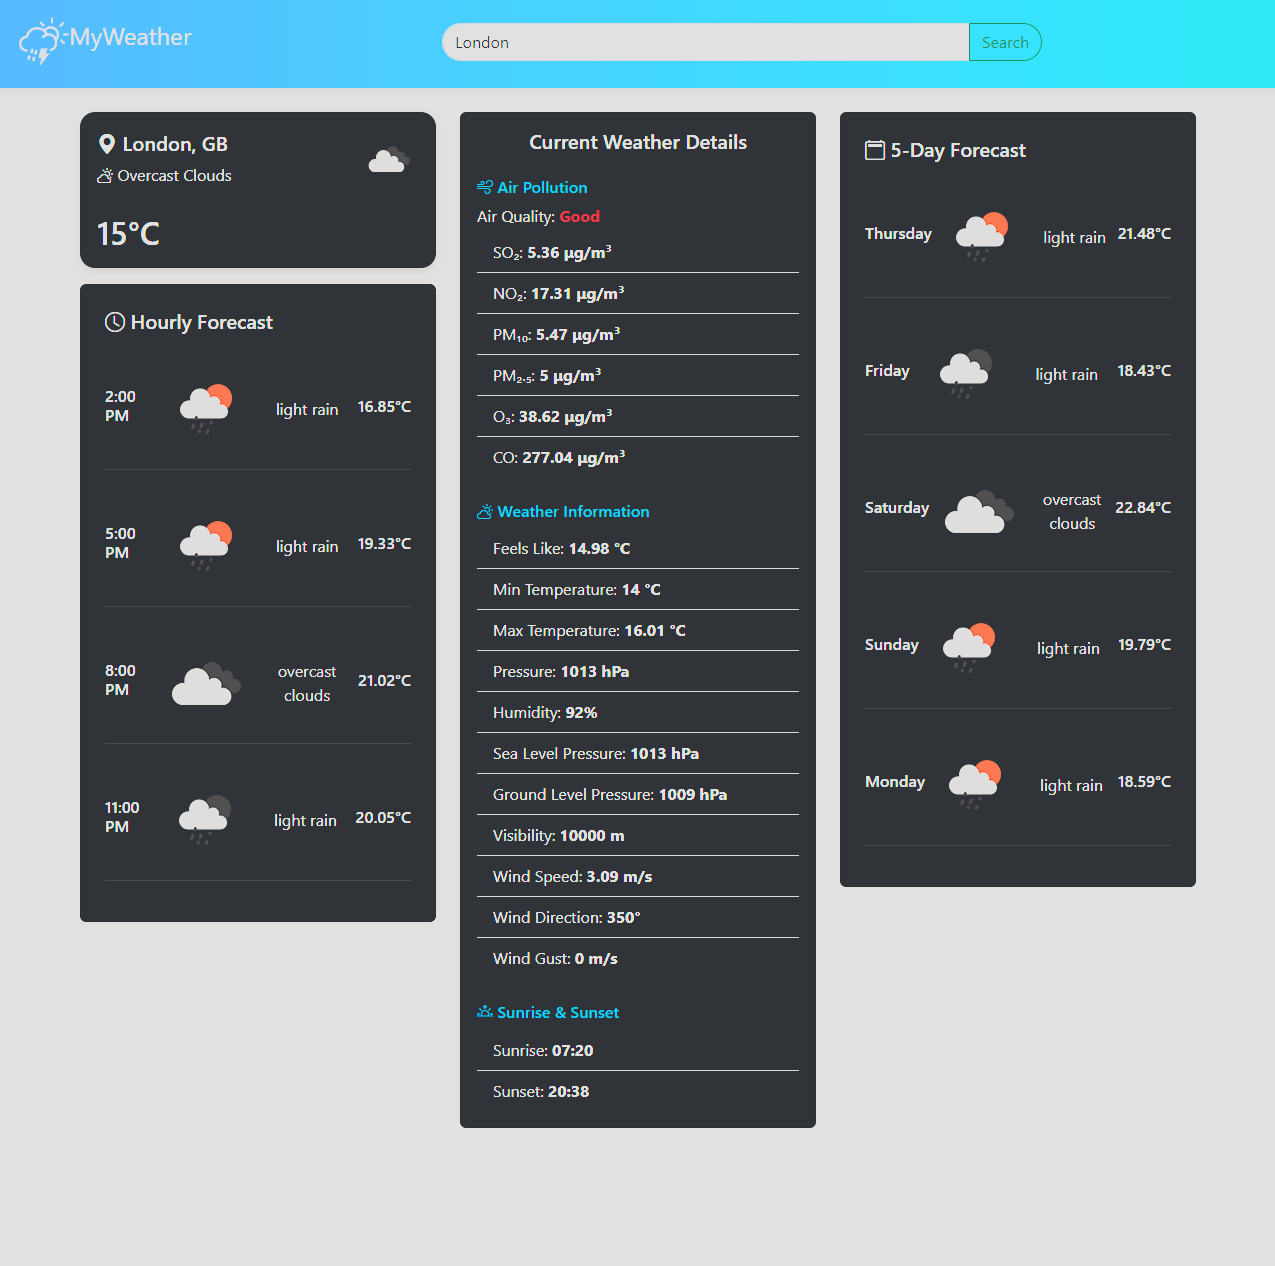 MyWeather
London
Search
London, GB
Overcast Clouds
15°C
Hourly Forecast
2:00 PM
light rain
16.85°C
5:00 PM
light rain
19.33°C
8:00 PM
overcast clouds
21.02°C
11:00 PM
light rain
20.05°C
Current Weather Details
Air Pollution
Air Quality: Good
SO₂: 5.36 µg/m³
NO₂: 17.31 µg/m³
PM₁₀: 5.47 µg/m³
PM₂.₅: 5 µg/m³
O₃: 38.62 µg/m³
CO: 277.04 µg/m³
Weather Information
Feels Like: 14.98 °C
Min Temperature: 14 °C
Max Temperature: 16.01 °C
Pressure: 1013 hPa
Humidity: 92%
Sea Level Pressure: 1013 hPa
Ground Level Pressure: 1009 hPa
Visibility: 10000 m
Wind Speed: 3.09 m/s
Wind Direction: 350°
Wind Gust: 0 m/s
Sunrise & Sunset
Sunrise: 07:20
Sunset: 20:38
5-Day Forecast
Thursday
light rain
21.48°C
Friday
light rain
18.43°C
Saturday
overcast clouds
22.84°C
Sunday
light rain
19.79°C
Monday
light rain
18.59°C